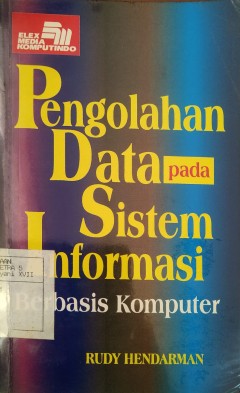 ELEX
MEDIA
KOMPUTINDO
Pengolahan
Data pada
Sistem
Informasi
Berbasis Komputer
RUDY HENDARMAN